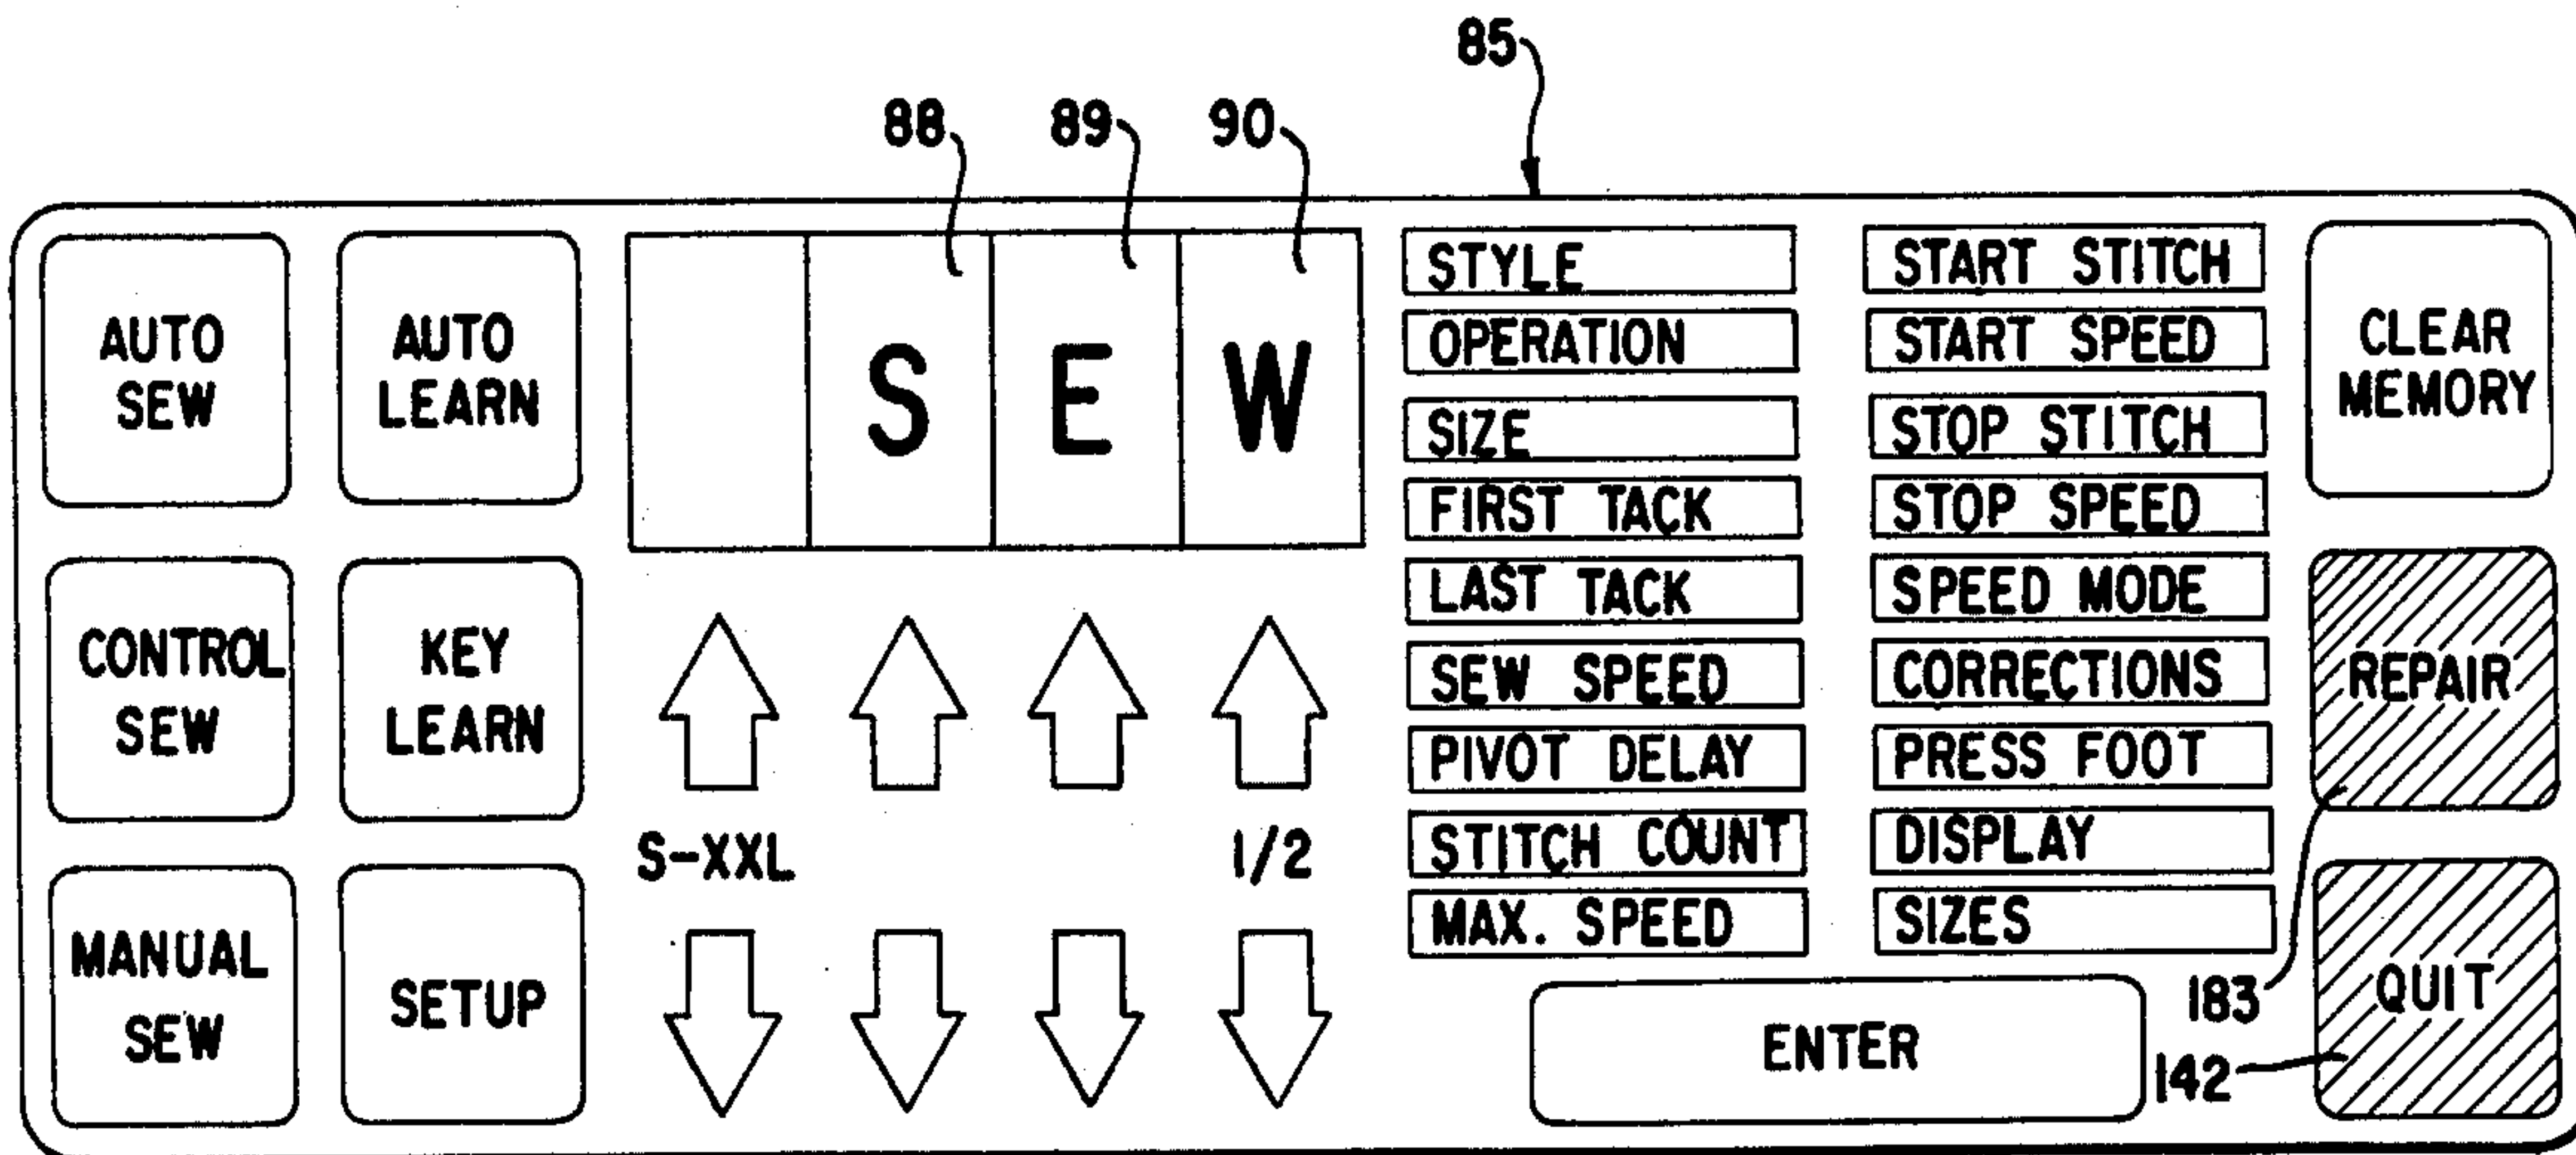 85
88 89 90
AUTO
SEW
AUTO
LEARN
CONTROL
SEW
KEY
LEARN
MANUAL
SEW
SETUP
S E W
S-XXL 1/2
STYLE
OPERATION
SIZE
FIRST TACK
LAST TACK
SEW SPEED
PIVOT DELAY
STITCH COUNT
MAX. SPEED
START STITCH
START SPEED
STOP STITCH
STOP SPEED
SPEED MODE
CORRECTIONS
PRESS FOOT
DISPLAY
SIZES
ENTER
CLEAR
MEMORY
REPAIR
183
QUIT
142